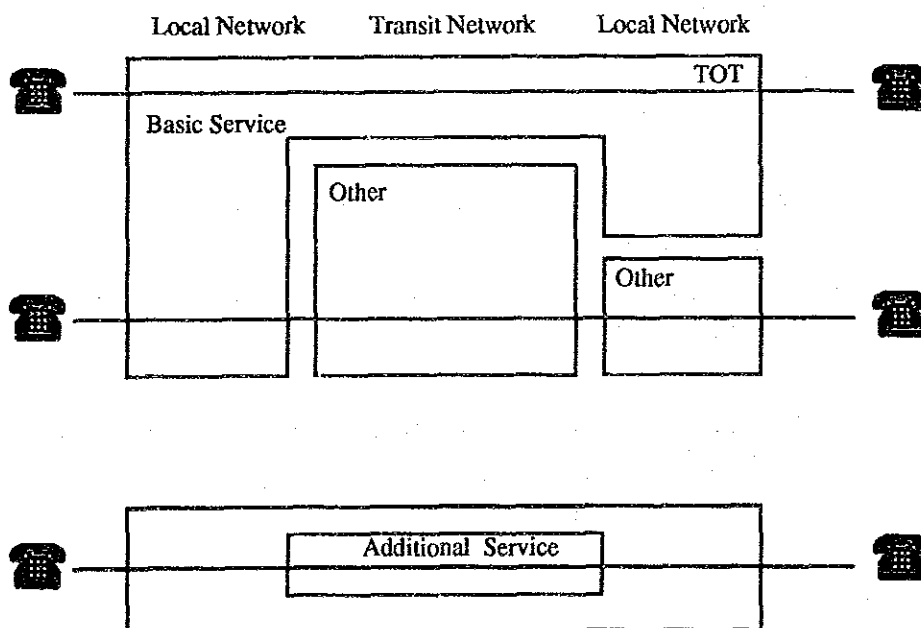 Local Network Transit Network Local Network
TOT
Basic Service
Other
Other
Additional Service